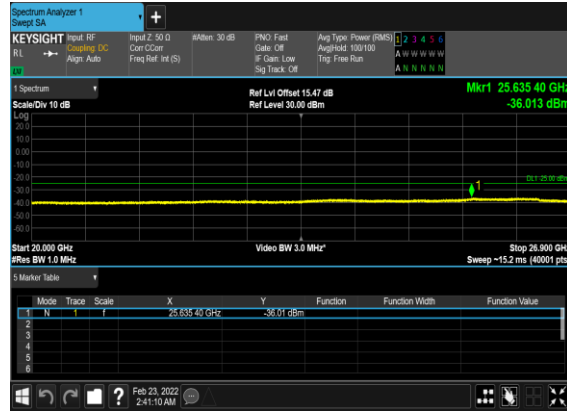 Spectrum Analyzer 1
Swept SA
+
KEYSIGHT Input: RF Input Z: 50 Ω #Atten: 30 dB PNO: Fast Avg Type: Power (RMS) 1 2 3 4 5 6
RL Coupling: DC Corr CCorr Gate: Off Avg|Hold: 100/100 A W W W W W
Align: Auto Freq Ref: Int (S) IF Gain: Low Trig: Free Run
Sig Track: Off A N N N N N
1 Spectrum Ref Lvl Offset 15.47 dB Mkr1 25.635 40 GHz
Scale/Div 10 dB Ref Level 30.00 dBm -36.013 dBm
Log
20.0
10.0
0.00
-10.0
-20.0 DL1 -25.00 dBm
-30.0 1
-40.0
-50.0
-60.0
Start 20.000 GHz Video BW 3.0 MHz* Stop 26.900 GHz
#Res BW 1.0 MHz Sweep ~15.2 ms (40001 pts)
5 Marker Table
Mode Trace Scale X Y Function Function Width Function Value
1 N 1 f 25.635 40 GHz -36.01 dBm
2
3
4
5
6
? Feb 23, 2022
2:41:10 AM